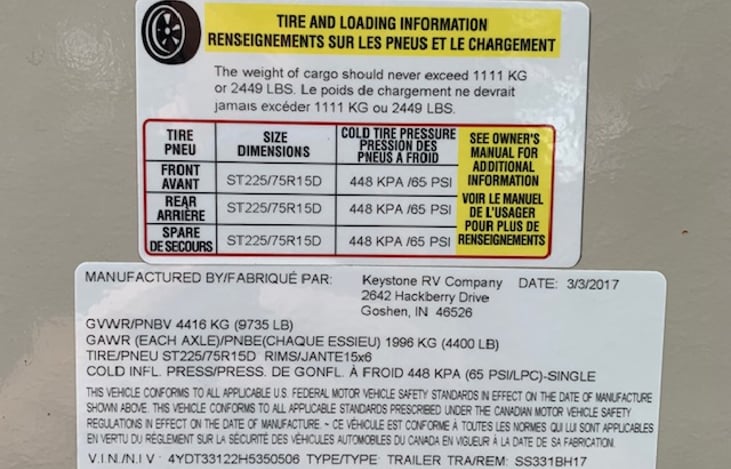 TIRE AND LOADING INFORMATION
RENSEIGNEMENTS SUR LES PNEUS ET LE CHARGEMENT
The weight of cargo should never exceed 1111 KG
or 2449 LBS. Le poids de chargement ne devrait
jamais excéder 1111 KG ou 2449 LBS.
TIRE
PNEU
SIZE
DIMENSIONS
COLD TIRE PRESSURE
PRESSION DES
PNEUS A FROID
SEE OWNER'S
MANUAL FOR
ADDITIONAL
INFORMATION
VOIR LE MANUEL
DE L'USAGER
POUR PLUS DE
RENSEIGNEMENTS
FRONT
AVANT
ST225/75R15D
448 KPA /65 PSI
REAR
ARRIÈRE
ST225/75R15D
448 KPA /65 PSI
SPARE
DE SECOURS
ST225/75R15D
448 KPA /65 PSI
MANUFACTURED BY/FABRIQUÉ PAR: Keystone RV Company DATE: 3/3/2017
2642 Hackberry Drive
Goshen, IN 46526
GVWR/PNBV 4416 KG (9735 LB)
GAWR (EACH AXLE)/PNBE(CHAQUE ESSIEU) 1996 KG (4400 LB)
TIRE/PNEU ST225/75R15D RIMS/JANTE15x6
COLD INFL. PRESS/PRESS. DE GONFL. À FROID 448 KPA (65 PSI/LPC)-SINGLE
THIS VEHICLE CONFORMS TO ALL APPLICABLE U.S. FEDERAL MOTOR VEHICLE SAFETY STANDARDS IN EFFECT ON THE DATE OF MANUFACTURE
SHOWN ABOVE. THIS VEHICLE CONFORMS TO ALL APPLICABLE STANDARDS PRESCRIBED UNDER THE CANADIAN MOTOR VEHICLE SAFETY
REGULATIONS IN EFFECT ON THE DATE OF MANUFACTURE ~ CE VÉHICULE EST CONFORME À TOUTES LES NORMES QUI LUI SONT APPLICABLES
EN VERTU DU RÈGLEMENT SUR LA SÉCURITÉ DES VÉHICULES AUTOMOBILES DU CANADA EN VIGUEUR À LA DATE DE SA FABRICATION.
V.I.N./N.I.V : 4YDT33122H5350506 TYPE/TYPE: TRAILER TRA/REM: SS331BH17